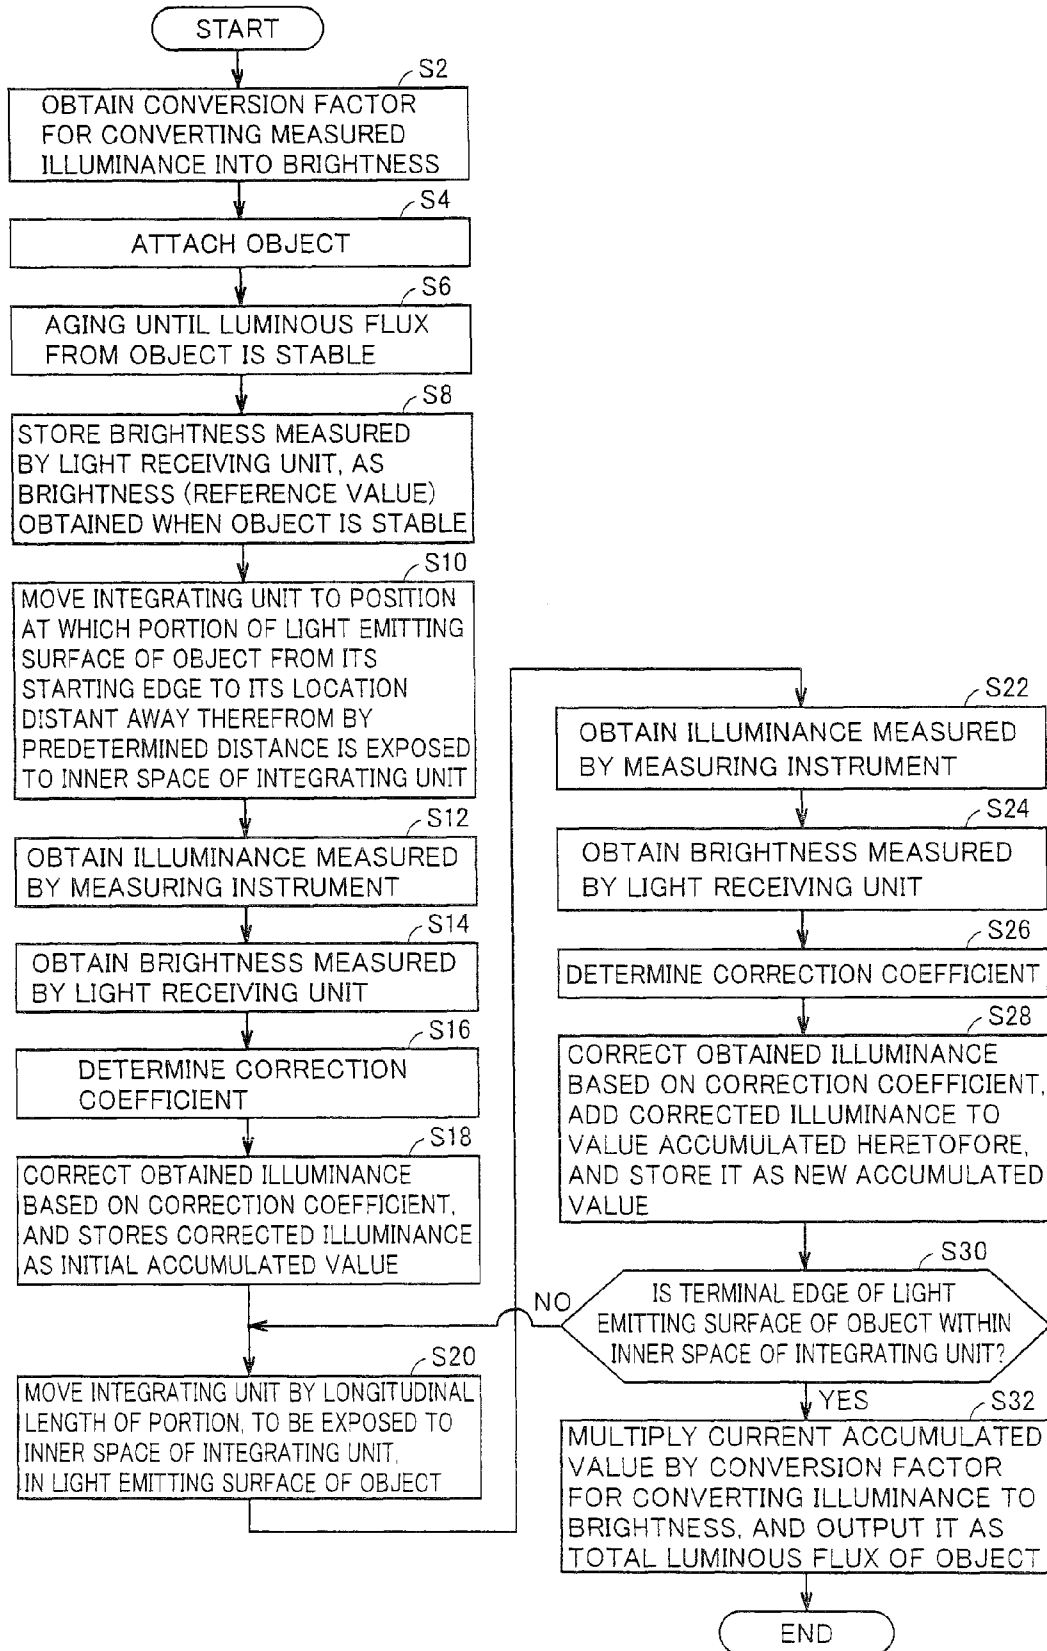 START
S2
OBTAIN CONVERSION FACTOR
FOR CONVERTING MEASURED
ILLUMINANCE INTO BRIGHTNESS
S4
ATTACH OBJECT
S6
AGING UNTIL LUMINOUS FLUX
FROM OBJECT IS STABLE
S8
STORE BRIGHTNESS MEASURED
BY LIGHT RECEIVING UNIT, AS
BRIGHTNESS (REFERENCE VALUE)
OBTAINED WHEN OBJECT IS STABLE
S10
MOVE INTEGRATING UNIT TO POSITION
AT WHICH PORTION OF LIGHT EMITTING
SURFACE OF OBJECT FROM ITS
STARTING EDGE TO ITS LOCATION
DISTANT AWAY THEREFROM BY
PREDETERMINED DISTANCE IS EXPOSED
TO INNER SPACE OF INTEGRATING UNIT
S12
OBTAIN ILLUMINANCE MEASURED
BY MEASURING INSTRUMENT
S14
OBTAIN BRIGHTNESS MEASURED
BY LIGHT RECEIVING UNIT
S16
DETERMINE CORRECTION
COEFFICIENT
S18
CORRECT OBTAINED ILLUMINANCE
BASED ON CORRECTION COEFFICIENT,
AND STORES CORRECTED ILLUMINANCE
AS INITIAL ACCUMULATED VALUE
S20
MOVE INTEGRATING UNIT BY LONGITUDINAL
LENGTH OF PORTION, TO BE EXPOSED TO
INNER SPACE OF INTEGRATING UNIT,
IN LIGHT EMITTING SURFACE OF OBJECT
S22
OBTAIN ILLUMINANCE MEASURED
BY MEASURING INSTRUMENT
S24
OBTAIN BRIGHTNESS MEASURED
BY LIGHT RECEIVING UNIT
S26
DETERMINE CORRECTION COEFFICIENT
S28
CORRECT OBTAINED ILLUMINANCE
BASED ON CORRECTION COEFFICIENT,
ADD CORRECTED ILLUMINANCE TO
VALUE ACCUMULATED HERETOFORE,
AND STORE IT AS NEW ACCUMULATED
VALUE
S30
IS TERMINAL EDGE OF LIGHT
EMITTING SURFACE OF OBJECT WITHIN
INNER SPACE OF INTEGRATING UNIT?
NO
YES
S32
MULTIPLY CURRENT ACCUMULATED
VALUE BY CONVERSION FACTOR
FOR CONVERTING ILLUMINANCE TO
BRIGHTNESS, AND OUTPUT IT AS
TOTAL LUMINOUS FLUX OF OBJECT
END